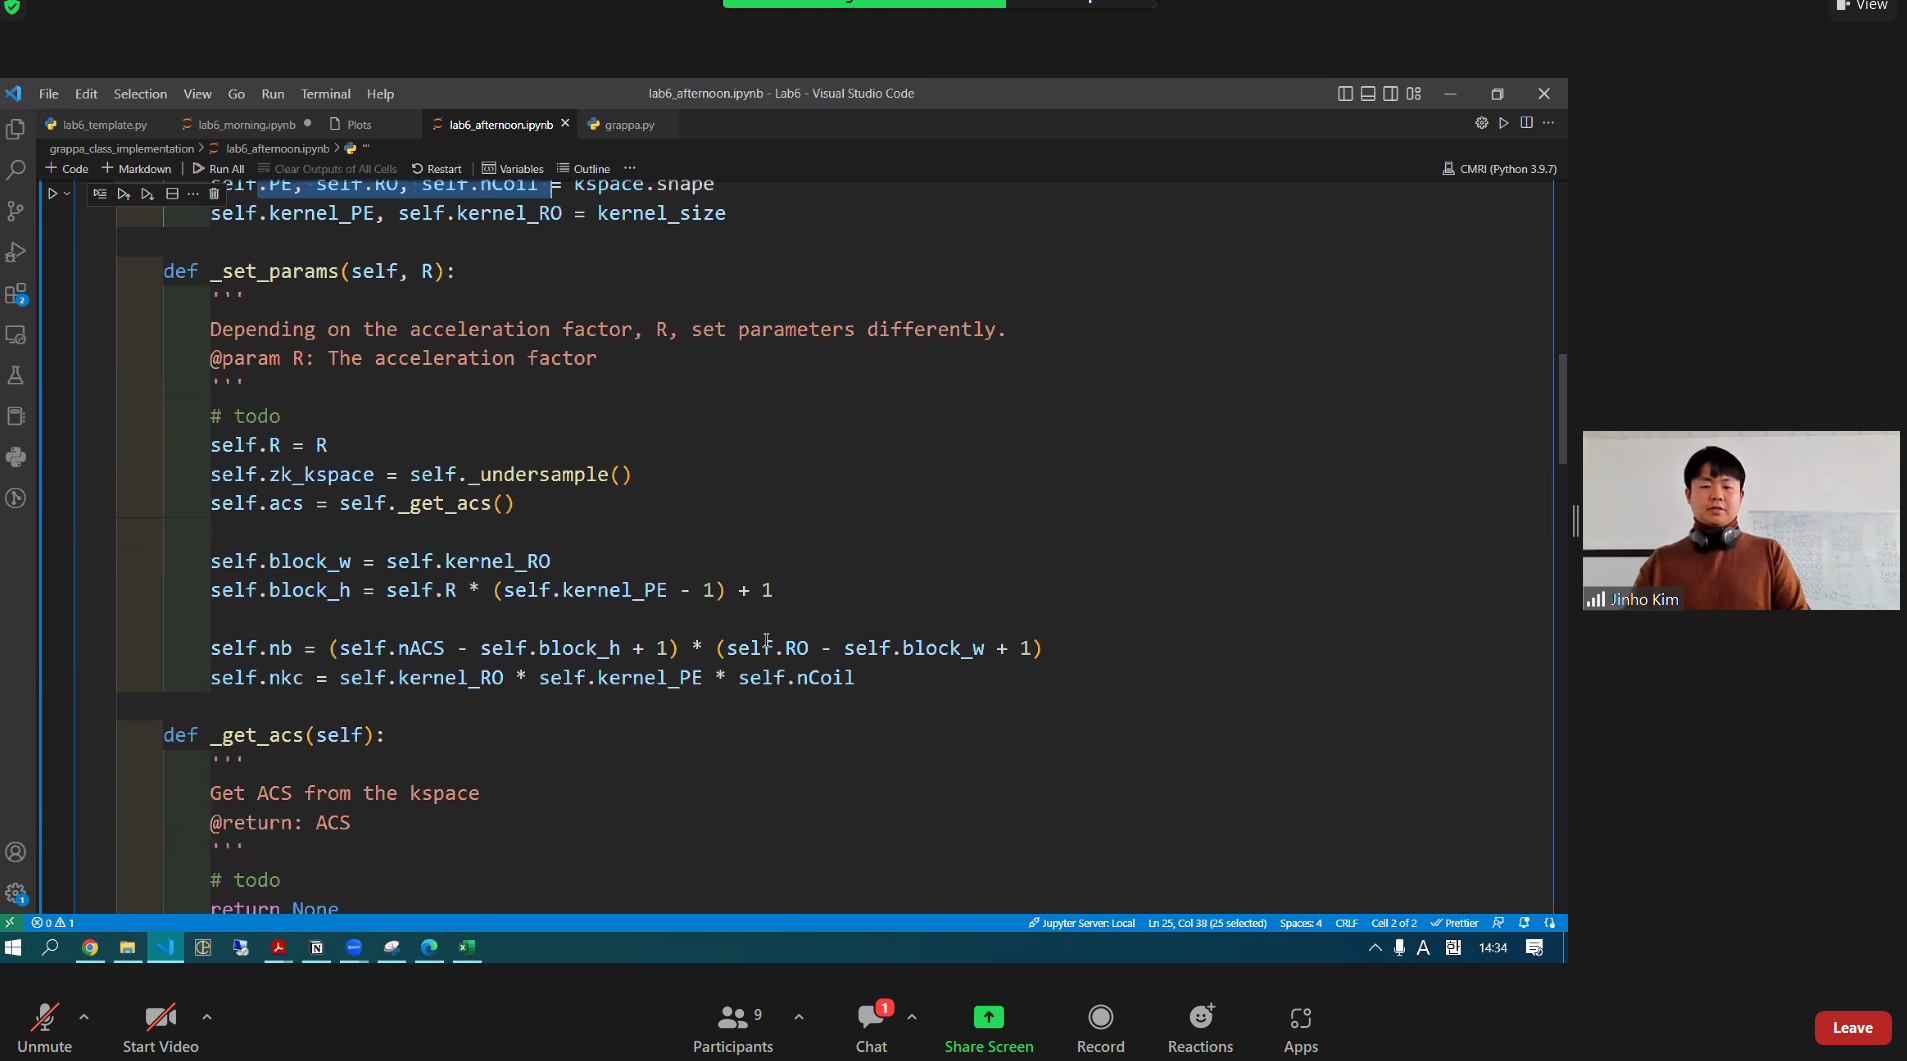 View
File Edit Selection View Go Run Terminal Help
lab6_afternoon.ipynb - Lab6 - Visual Studio Code
lab6_template.py lab6_morning.ipynb Plots lab6_afternoon.ipynb grappa.py
grappa_class_implementation > lab6_afternoon.ipynb > '''
+ Code + Markdown Run All Clear Outputs of All Cells Restart Variables Outline ...
CMRI (Python 3.9.7)
self.PE, self.RO, self.nCoil = kspace.shape
self.kernel_PE, self.kernel_RO = kernel_size
def _set_params(self, R):
'''
Depending on the acceleration factor, R, set parameters differently.
@param R: The acceleration factor
'''
# todo
self.R = R
self.zk_kspace = self._undersample()
self.acs = self._get_acs()
self.block_w = self.kernel_RO
self.block_h = self.R * (self.kernel_PE - 1) + 1
self.nb = (self.nACS - self.block_h + 1) * (self.RO - self.block_w + 1)
self.nkc = self.kernel_RO * self.kernel_PE * self.nCoil
def _get_acs(self):
'''
Get ACS from the kspace
@return: ACS
'''
# todo
return None
2
1
Jinho Kim
0 1
Jupyter Server: Local Ln 25, Col 38 (25 selected) Spaces: 4 CRLF Cell 2 of 2 Prettier
A 한 14:34
Unmute
Start Video
9
Participants
1
Chat
Share Screen
Record
Reactions
Apps
Leave